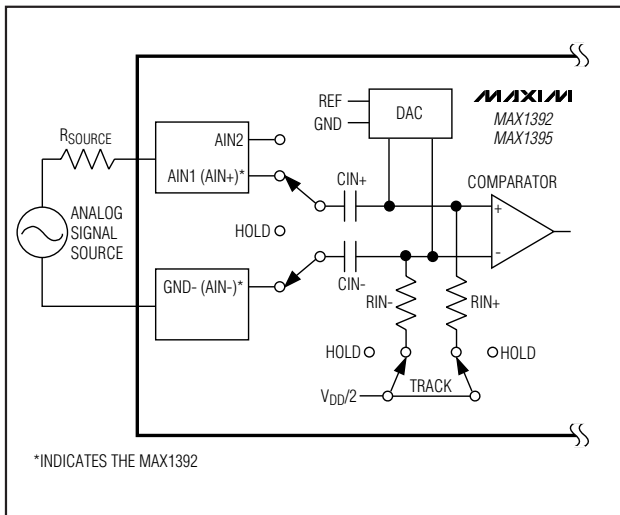 REF
GND
DAC
MAXIM
MAX1392
MAX1395
RSOURCE
AIN2
AIN1 (AIN+)*
CIN+
COMPARATOR
+
-
ANALOG
SIGNAL
SOURCE
HOLD
GND- (AIN-)*
CIN-
RIN-
RIN+
HOLD
HOLD
VDD/2
TRACK
*INDICATES THE MAX1392